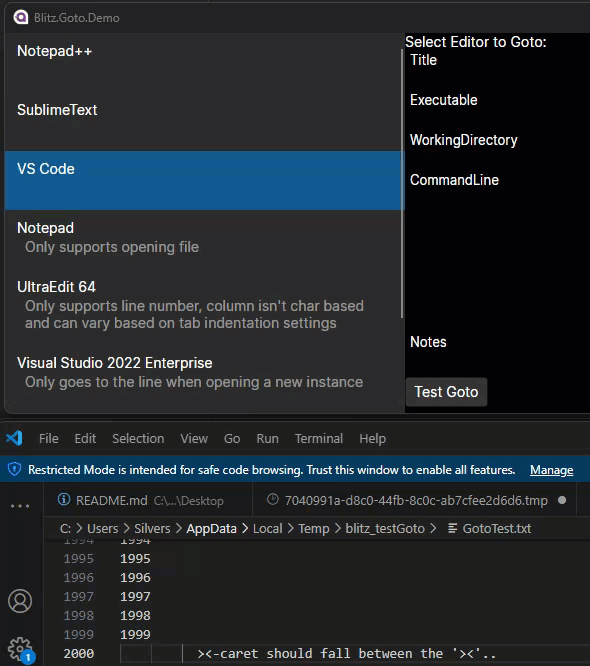 Blitz.Goto.Demo
Notepad++
SublimeText
VS Code
Notepad
Only supports opening file
UltraEdit 64
Only supports line number, column isn't char based
and can vary based on tab indentation settings
Visual Studio 2022 Enterprise
Only goes to the line when opening a new instance
Select Editor to Goto:
Title
Executable
WorkingDirectory
CommandLine
Notes
Test Goto
File Edit Selection View Go Run Terminal Help
Restricted Mode is intended for safe code browsing. Trust this window to enable all features. Manage
README.md C:\...\Desktop 7040991a-d8c0-44fb-8c0c-ab7cfee2d6d6.tmp
C: > Users > Silvers > AppData > Local > Temp > blitz_testGoto > GotoTest.txt
1994 1994
1995 1995
1996 1996
1997 1997
1998 1998
1999 1999
2000 ><-caret should fall between the '><'..
1